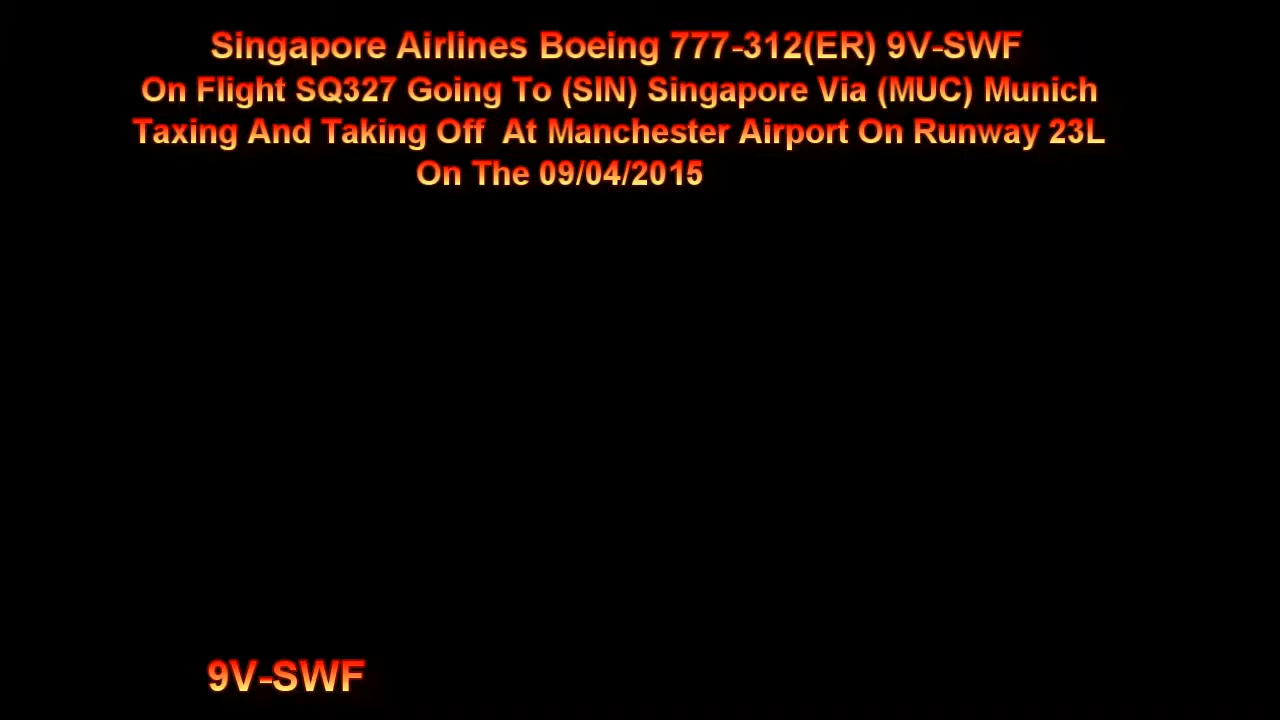 Singapore Airlines Boeing 777-312(ER) 9V-SWF
On Flight SQ327 Going To (SIN) Singapore Via (MUC) Munich
Taxing And Taking Off  At Manchester Airport On Runway 23L
On The 09/04/2015
9V-SWF